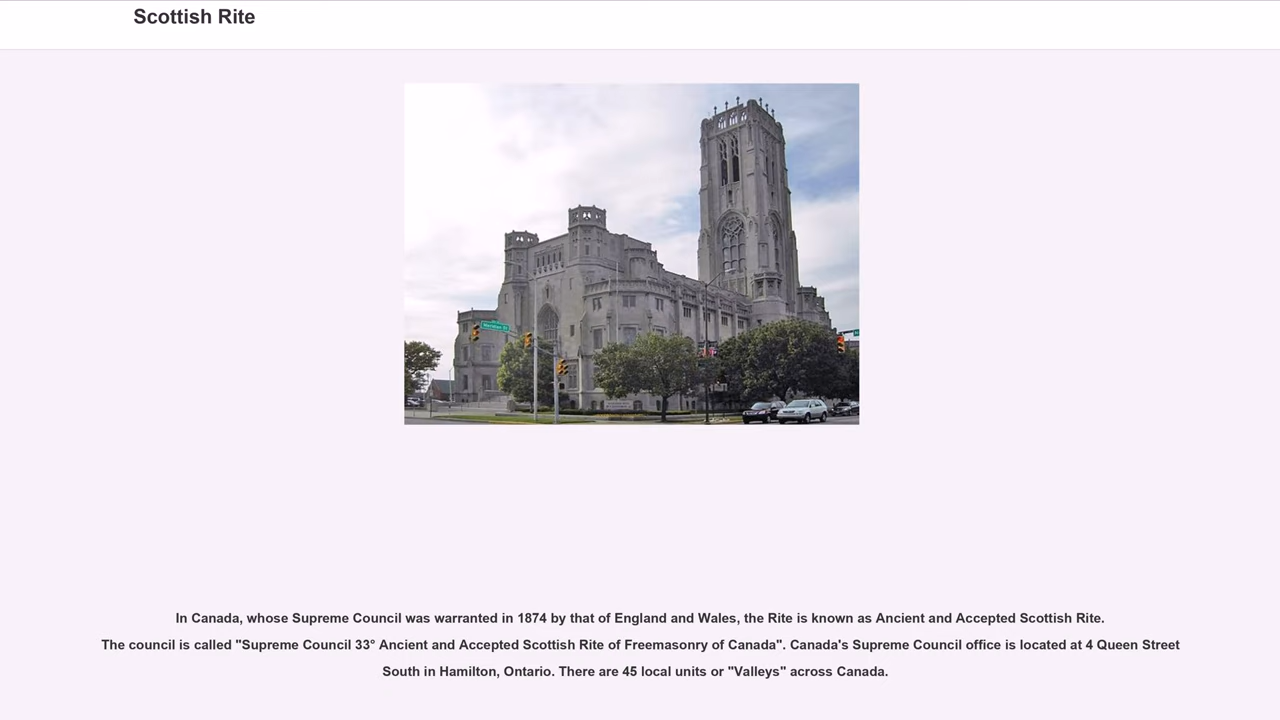 Scottish Rite
Meridian St
In Canada, whose Supreme Council was warranted in 1874 by that of England and Wales, the Rite is known as Ancient and Accepted Scottish Rite.
The council is called "Supreme Council 33° Ancient and Accepted Scottish Rite of Freemasonry of Canada". Canada's Supreme Council office is located at 4 Queen Street
South in Hamilton, Ontario. There are 45 local units or "Valleys" across Canada.